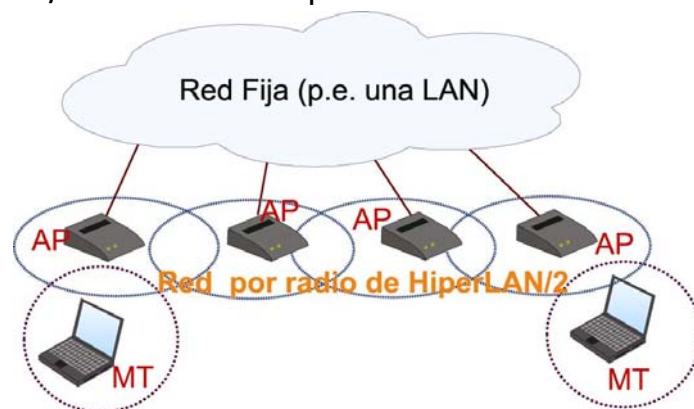 Red Fija (p.e. una LAN)
AP
AP
AP
AP
Red por radio de HiperLAN/2
MT
MT